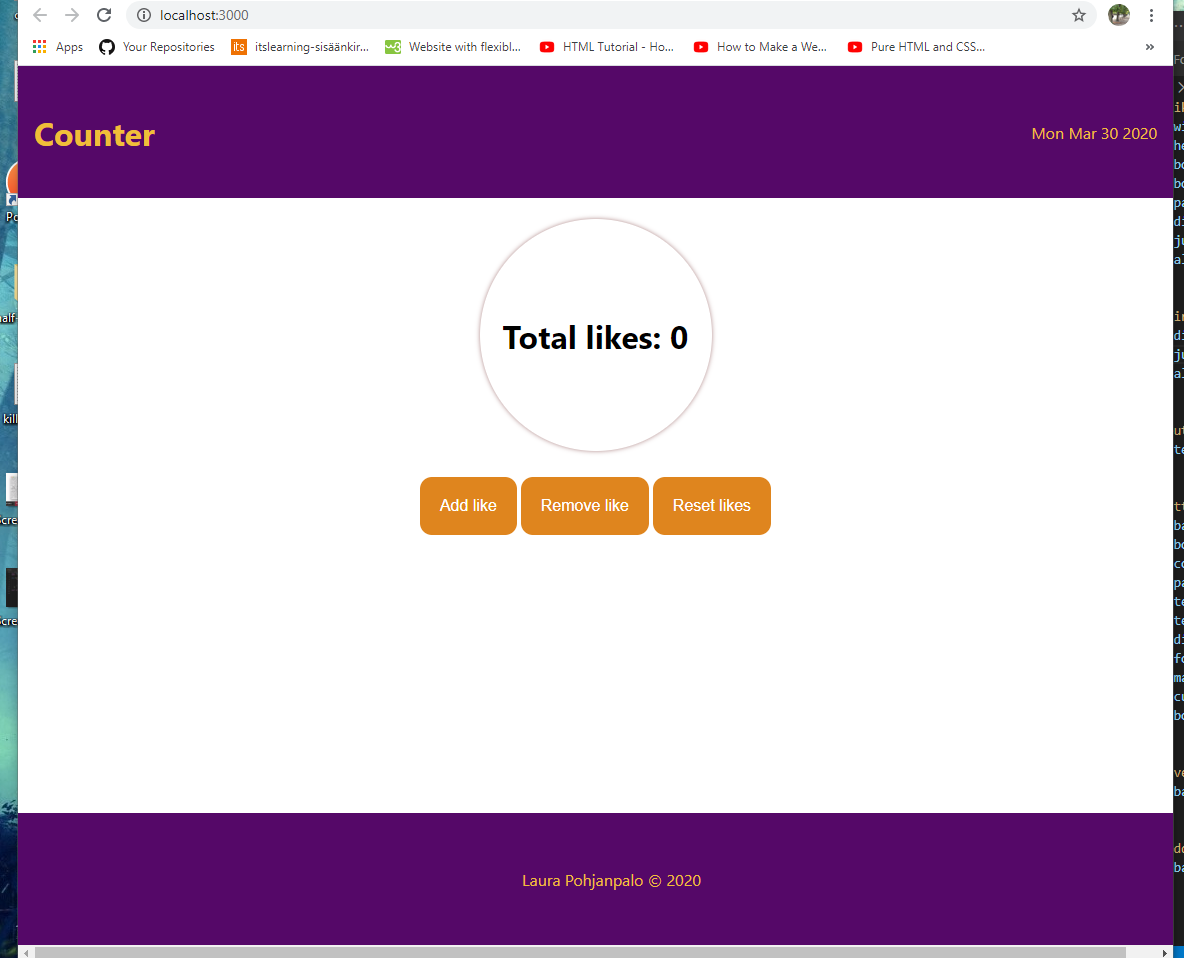 localhost:3000
Apps Your Repositories its itslearning-sisäänkir... Website with flexibl... HTML Tutorial - Ho... How to Make a We... Pure HTML and CSS... »
Counter
Mon Mar 30 2020
Total likes: 0
Add like Remove like Reset likes
Laura Pohjanpalo © 2020